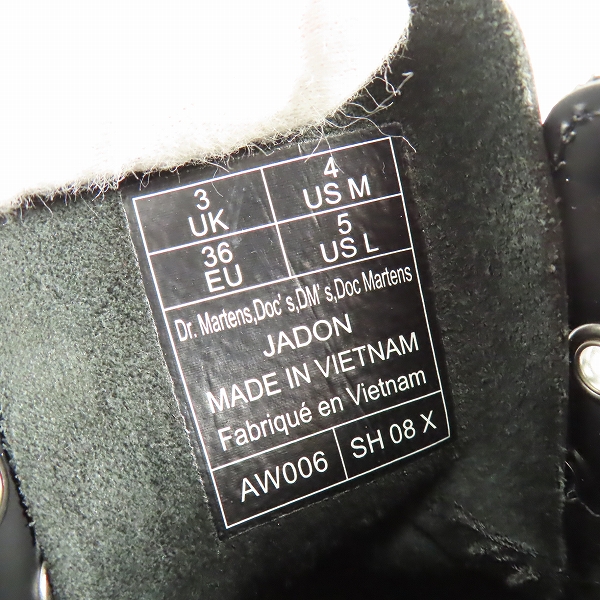 3 UK
4 US M
36 EU
5 US L
Dr. Martens,Doc's,DM's,Doc Martens
JADON
MADE IN VIETNAM
Fabriqué en Vietnam
AW006
SH 08 X